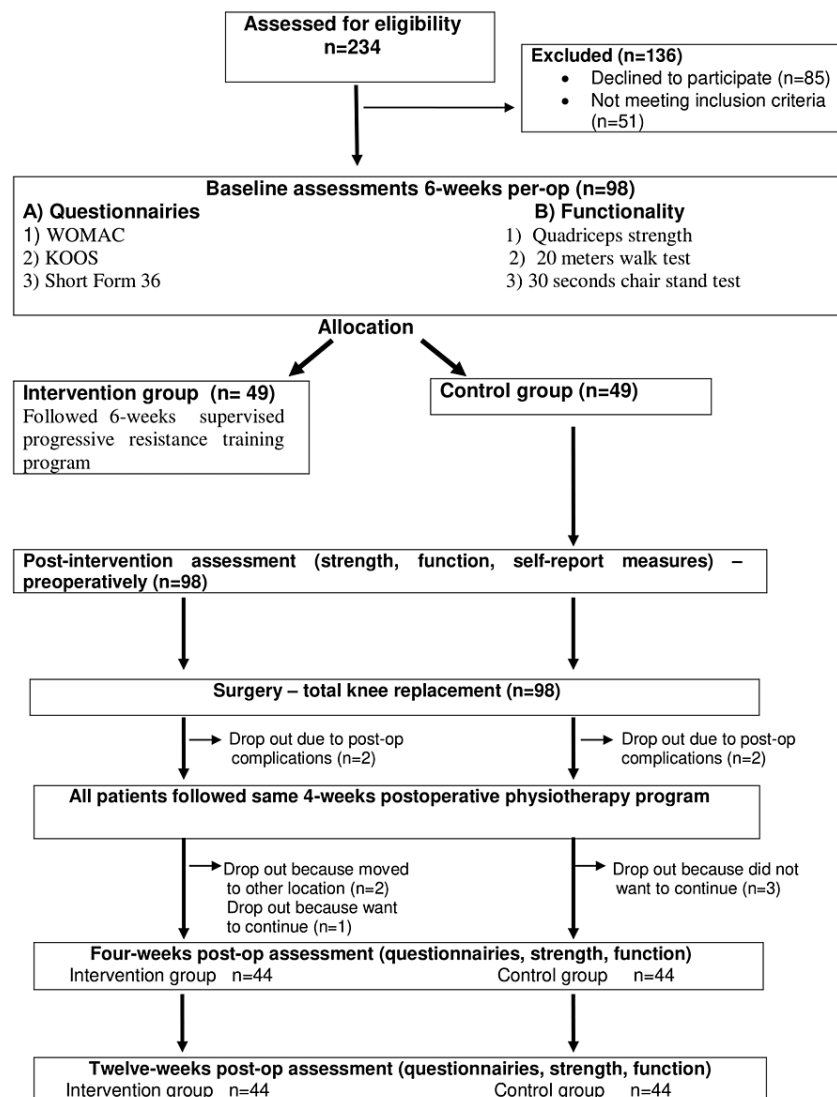 Assessed for eligibility
n=234
Excluded (n=136)
• Declined to participate (n=85)
• Not meeting inclusion criteria
(n=51)
Baseline assessments 6-weeks per-op (n=98)
A) Questionnairies
1) WOMAC
2) KOOS
3) Short Form 36
B) Functionality
1) Quadriceps strength
2) 20 meters walk test
3) 30 seconds chair stand test
Allocation
Intervention group (n= 49)
Followed 6-weeks supervised
progressive resistance training
program
Control group (n=49)
Post-intervention assessment (strength, function, self-report measures) –
preoperatively (n=98)
Surgery – total knee replacement (n=98)
Drop out due to post-op
complications (n=2)
Drop out due to post-op
complications (n=2)
All patients followed same 4-weeks postoperative physiotherapy program
Drop out because moved
to other location (n=2)
Drop out because want
to continue (n=1)
Drop out because did not
want to continue (n=3)
Four-weeks post-op assessment (questionnairies, strength, function)
Intervention group n=44 Control group n=44
Twelve-weeks post-op assessment (questionnairies, strength, function)
Intervention group n=44 Control group n=44